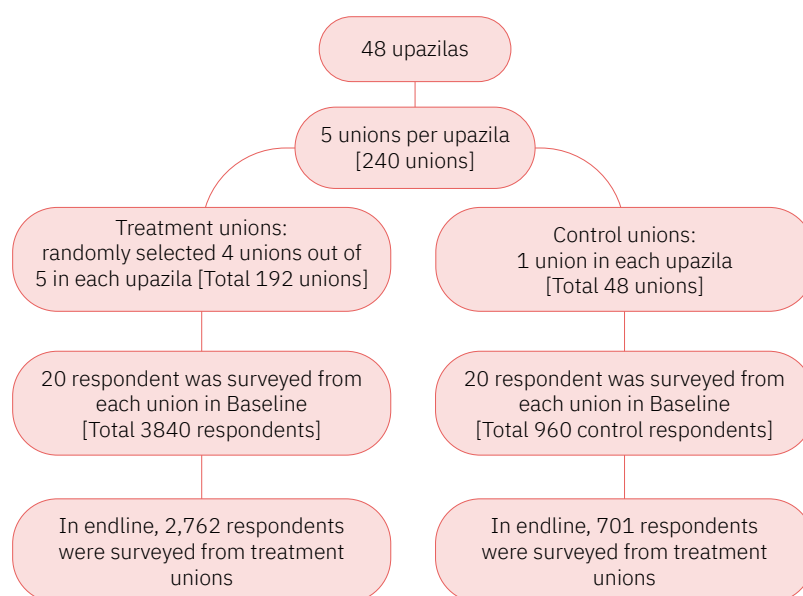 48 upazilas
5 unions per upazila
[240 unions]
Treatment unions:
randomly selected 4 unions out of
5 in each upazila [Total 192 unions]
Control unions:
1 union in each upazila
[Total 48 unions]
20 respondent was surveyed from
each union in Baseline
[Total 3840 respondents]
20 respondent was surveyed from
each union in Baseline
[Total 960 control respondents]
In endline, 2,762 respondents
were surveyed from treatment
unions
In endline, 701 respondents
were surveyed from treatment
unions